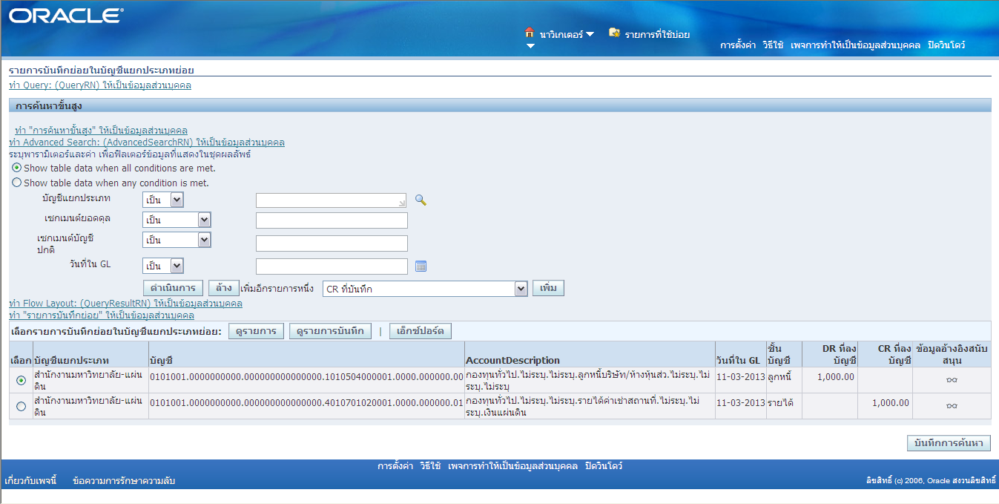 ORACLE®
นาวิเกเตอร์ รายการที่ใช้บ่อย
การตั้งค่า วิธีใช้ เพจการทำให้เป็นข้อมูลส่วนบุคคล ปิดวินโดว์
รายการบันทึกย่อยในบัญชีแยกประเภทย่อย
ทำ Query: (QueryRN) ให้เป็นข้อมูลส่วนบุคคล
การค้นหาขั้นสูง
ทำ "การค้นหาขั้นสูง" ให้เป็นข้อมูลส่วนบุคคล
ทำ Advanced Search: (AdvancedSearchRN) ให้เป็นข้อมูลส่วนบุคคล
ระบุพารามิเตอร์และค่า เพื่อฟิลเตอร์ข้อมูลที่แสดงในชุดผลลัพธ์
Show table data when all conditions are met.
Show table data when any condition is met.
บัญชีแยกประเภท เป็น
เซกเมนต์ยอดดุล เป็น
เซกเมนต์บัญชี เป็น
ปกติ
วันที่ใน GL เป็น
ดำเนินการ ล้าง เพิ่มอีกรายการหนึ่ง CR ที่บันทึก เพิ่ม
ทำ Flow Layout: (QueryResultRN) ให้เป็นข้อมูลส่วนบุคคล
ทำ "รายการบันทึกย่อย" ให้เป็นข้อมูลส่วนบุคคล
เลือกรายการบันทึกย่อยในบัญชีแยกประเภทย่อย: ดูรายการ ดูรายการบันทึก | เอ็กซ์ปอร์ต
ชั้น DR ที่ลง CR ที่ลง ข้อมูลอ้างอิงสนับ
เลือก บัญชีแยกประเภท บัญชี AccountDescription วันที่ใน GL บัญชี บัญชี บัญชี สนุน
สำนักงานมหาวิทยาลัย-แผ่น 0101001.0000000000.000000000000000.1010504000001.0000.000000.00 กองทุนทั่วไป.ไม่ระบุ.ไม่ระบุ.ลูกหนี้บริษัท/ห้างหุ้นส่ว.ไม่ระบุ.ไม่ 11-03-2013 ลูกหนี้ 1,000.00
ดิน ระบุ.ไม่ระบุ
สำนักงานมหาวิทยาลัย-แผ่น 0101001.0000000000.000000000000000.4010701020001.0000.000000.01 กองทุนทั่วไป.ไม่ระบุ.ไม่ระบุ.รายได้ค่าเช่าสถานที่.ไม่ระบุ.ไม่ 11-03-2013 รายได้ 1,000.00
ดิน ระบุ.เงินแผ่นดิน
บันทึกการค้นหา
การตั้งค่า วิธีใช้ เพจการทำให้เป็นข้อมูลส่วนบุคคล ปิดวินโดว์
เกี่ยวกับเพจนี้ ข้อความการรักษาความลับ ลิขสิทธิ์ (c) 2006, Oracle สงวนลิขสิทธิ์